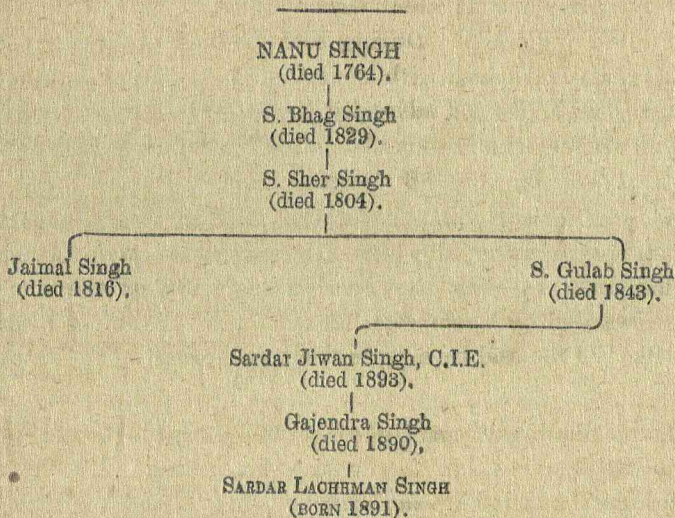 NANU SINGH
(died 1764).
S. Bhag Singh
(died 1829).
S. Sher Singh
(died 1804).
Jaimal Singh
(died 1816).
S. Gulab Singh
(died 1843).
Sardar Jiwan Singh, C.I.E.
(died 1893).
Gajendra Singh
(died 1890),
SARDAR LACHHMAN SINGH
(BORN 1891).